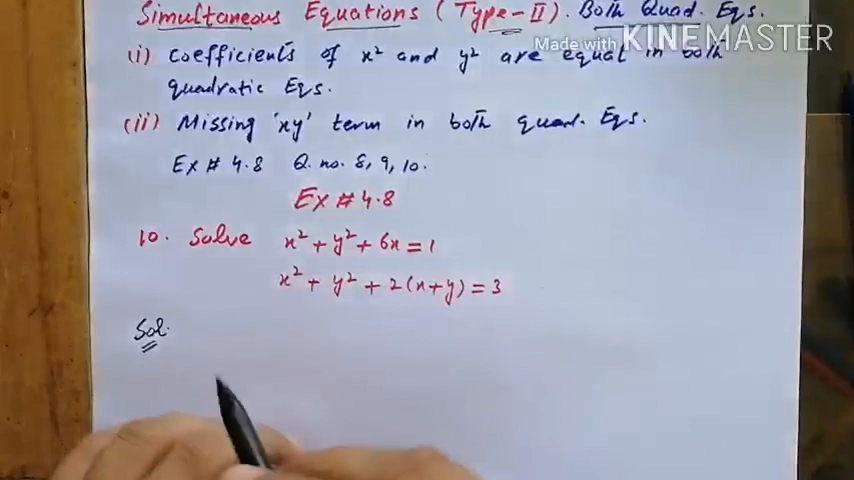 Simultaneous Equations (Type-II). Both Quad. Eqs.
Made with KINEMASTER
(i) Coefficients of x² and y² are equal in both
quadratic Eqs.
(ii) Missing 'xy' term in both quad. Eqs.
Ex # 4.8 Q. no. 8, 9, 10.
Ex # 4.8
10. Solve x² + y² + 6x = 1
x² + y² + 2(x+y) = 3
Sol.